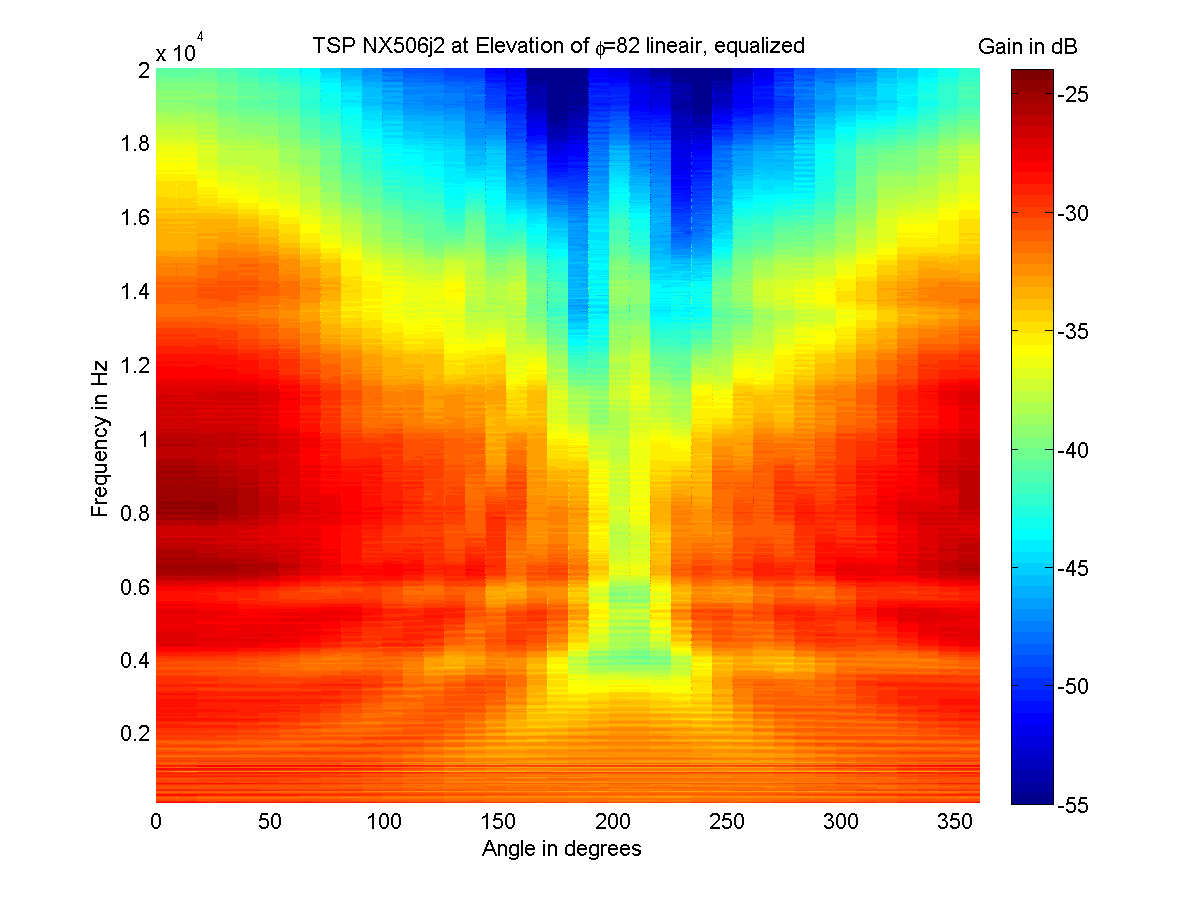 TSP NX506j2 at Elevation of ϕ=82 lineair, equalized
Gain in dB
x 10^4
2
1.8
1.6
1.4
1.2
1
0.8
0.6
0.4
0.2
Frequency in Hz
0 50 100 150 200 250 300 350
Angle in degrees
-25
-30
-35
-40
-45
-50
-55